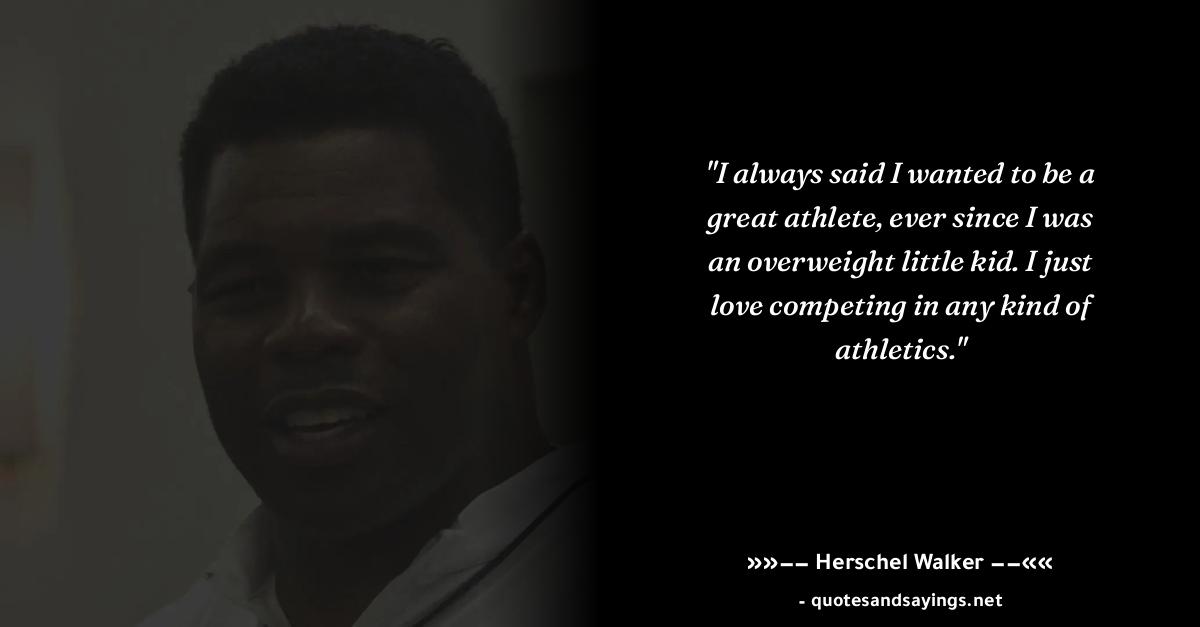 "I always said I wanted to be a
great athlete, ever since I was
an overweight little kid. I just
love competing in any kind of
athletics."
»»−− Herschel Walker −−««
- quotesandsayings.net